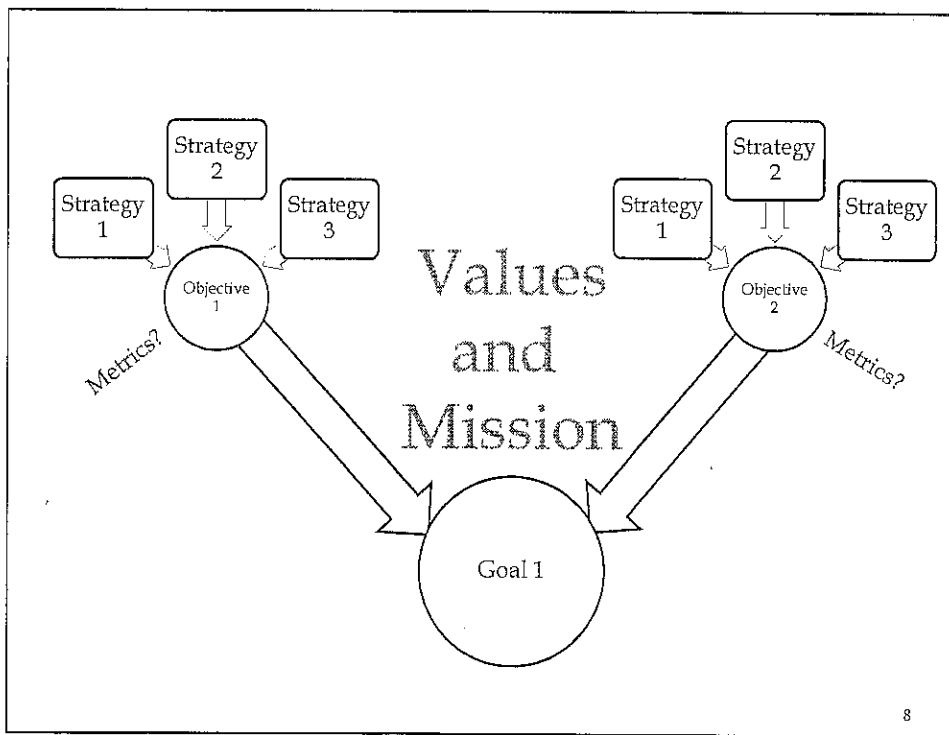 Strategy
2
Strategy
1
Strategy
3
Objective
1
Metrics?
Values
and
Mission
Strategy
2
Strategy
1
Strategy
3
Objective
2
Metrics?
Goal 1
8